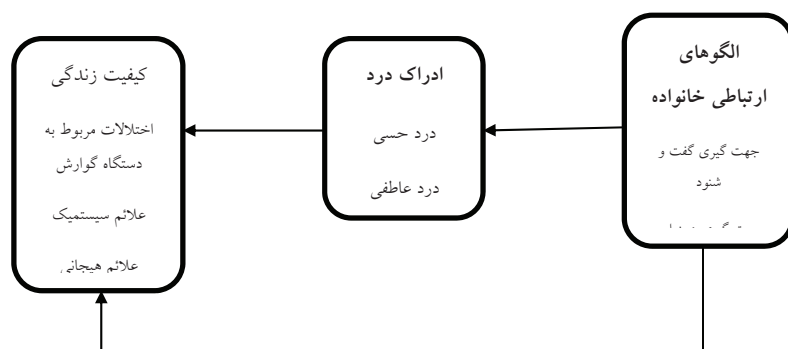 الگوهای
ارتباطی خانواده
جهت گیری گفت و
شنود
ادراک درد
درد حسی
درد عاطفی
کیفیت زندگی
اختلالات مربوط به
دستگاه گوارش
علائم سیستمیک
علائم هیجانی